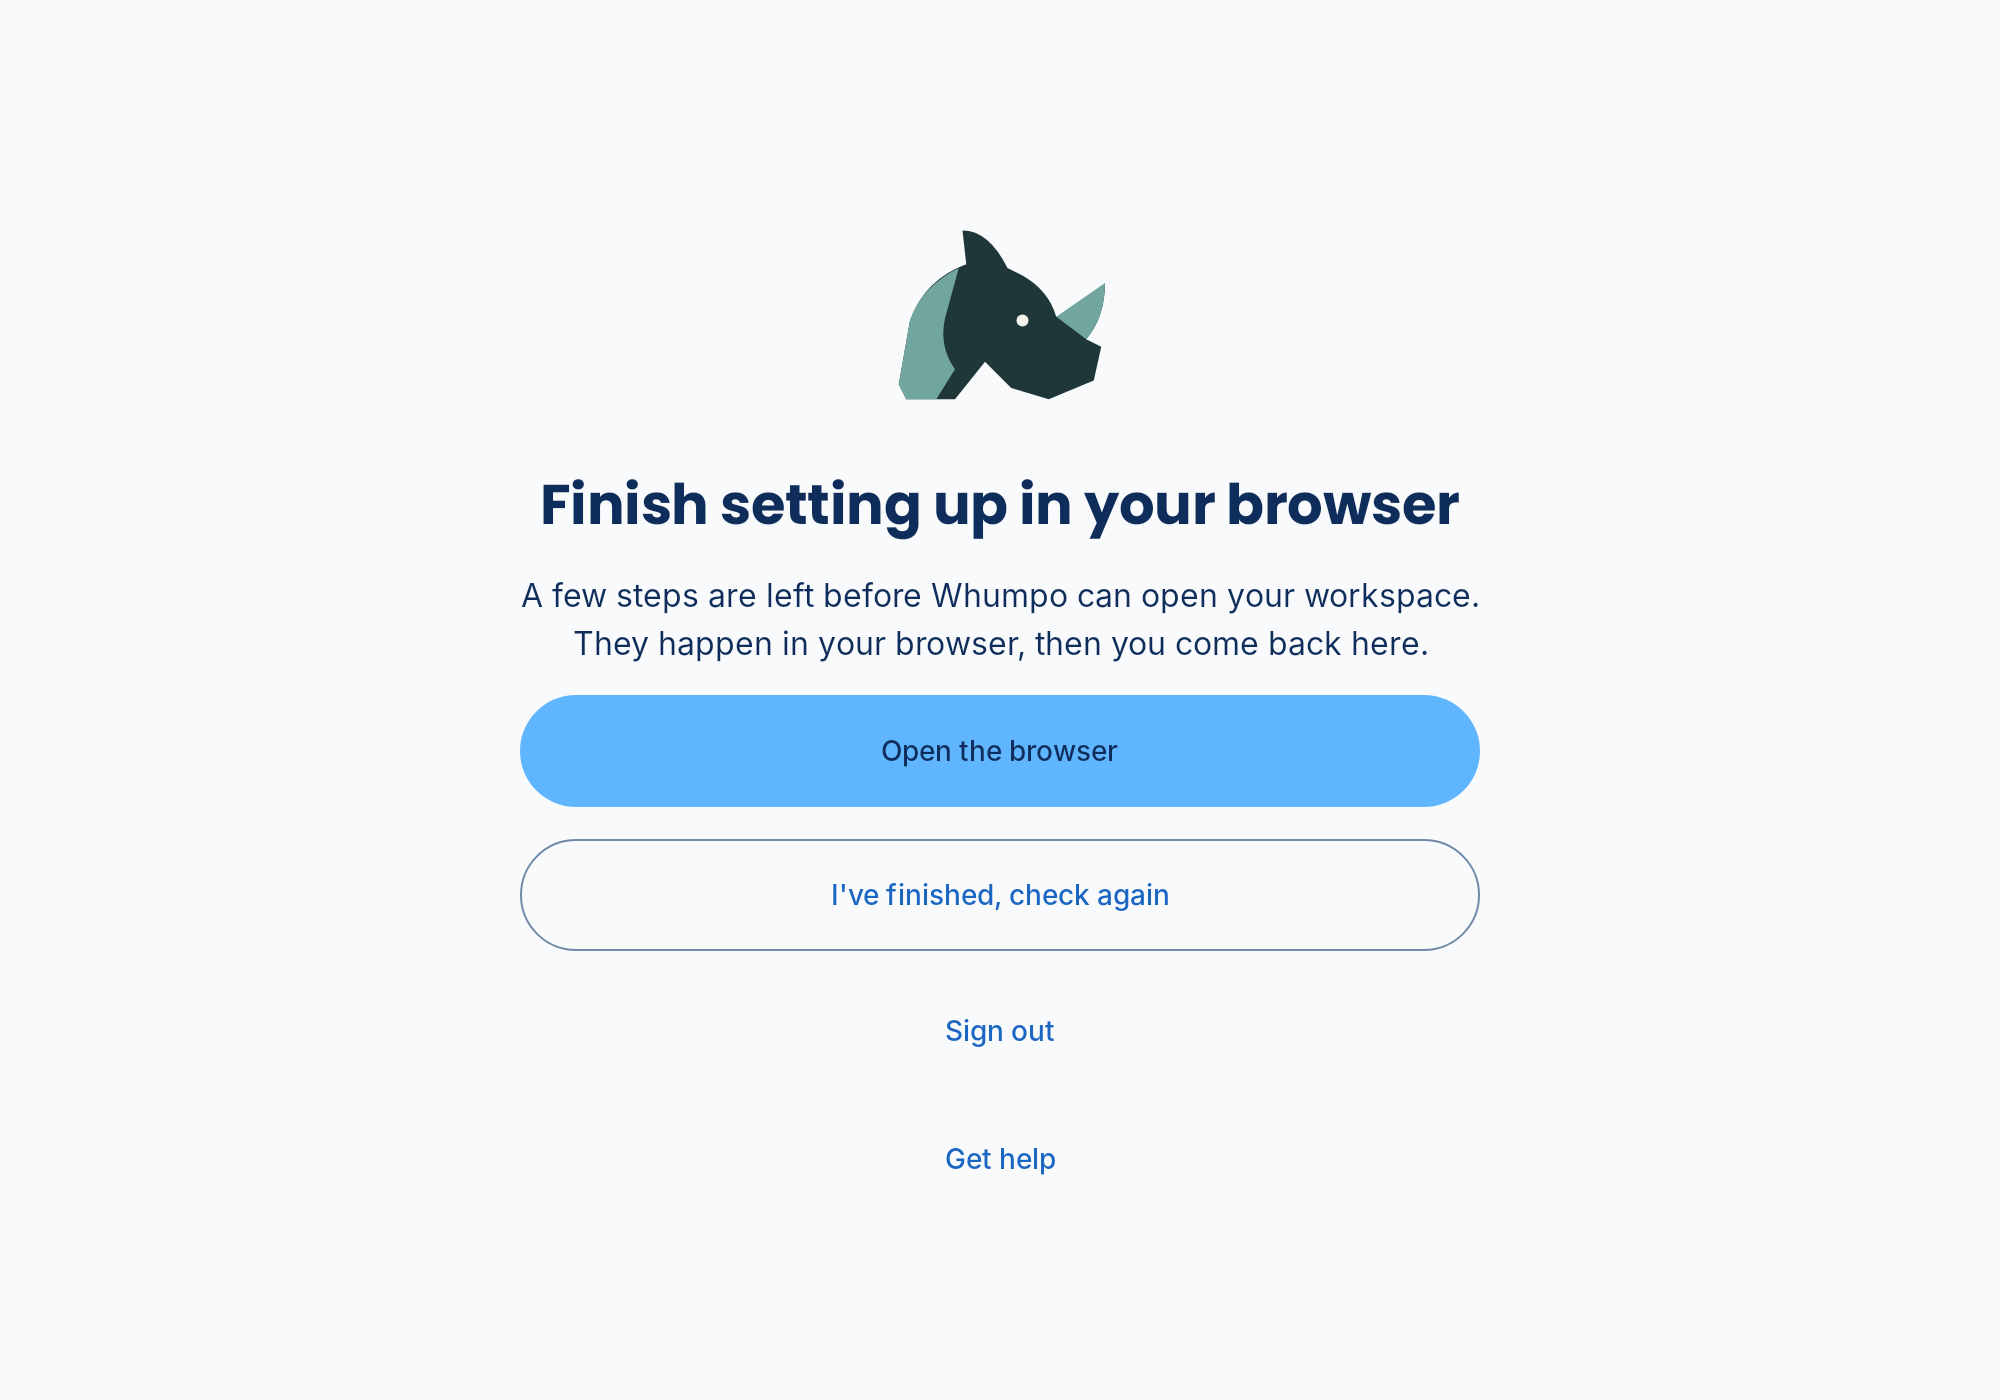 Finish setting up in your browser
A few steps are left before Whumpo can open your workspace.
They happen in your browser, then you come back here.
Open the browser
I've finished, check again
Sign out
Get help